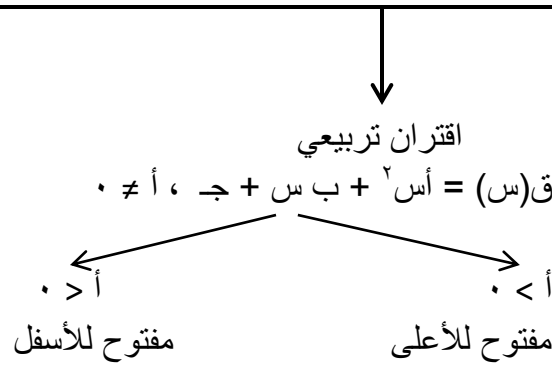 اقتران تربيعي
ق(س) = أس٢ + ب س + جـ ، أ ≠ ٠
أ > ٠
أ < ٠
مفتوح للأعلى
مفتوح للأسفل